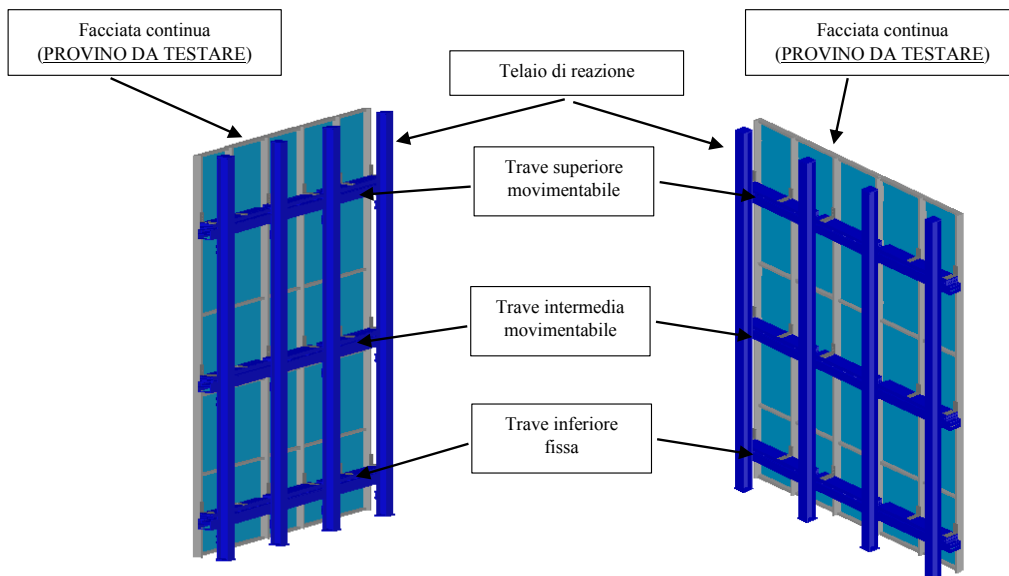 Facciata continua
(PROVINO DA TESTARE)
Facciata continua
(PROVINO DA TESTARE)
Telaio di reazione
Trave superiore
movimentabile
Trave intermedia
movimentabile
Trave inferiore
fissa